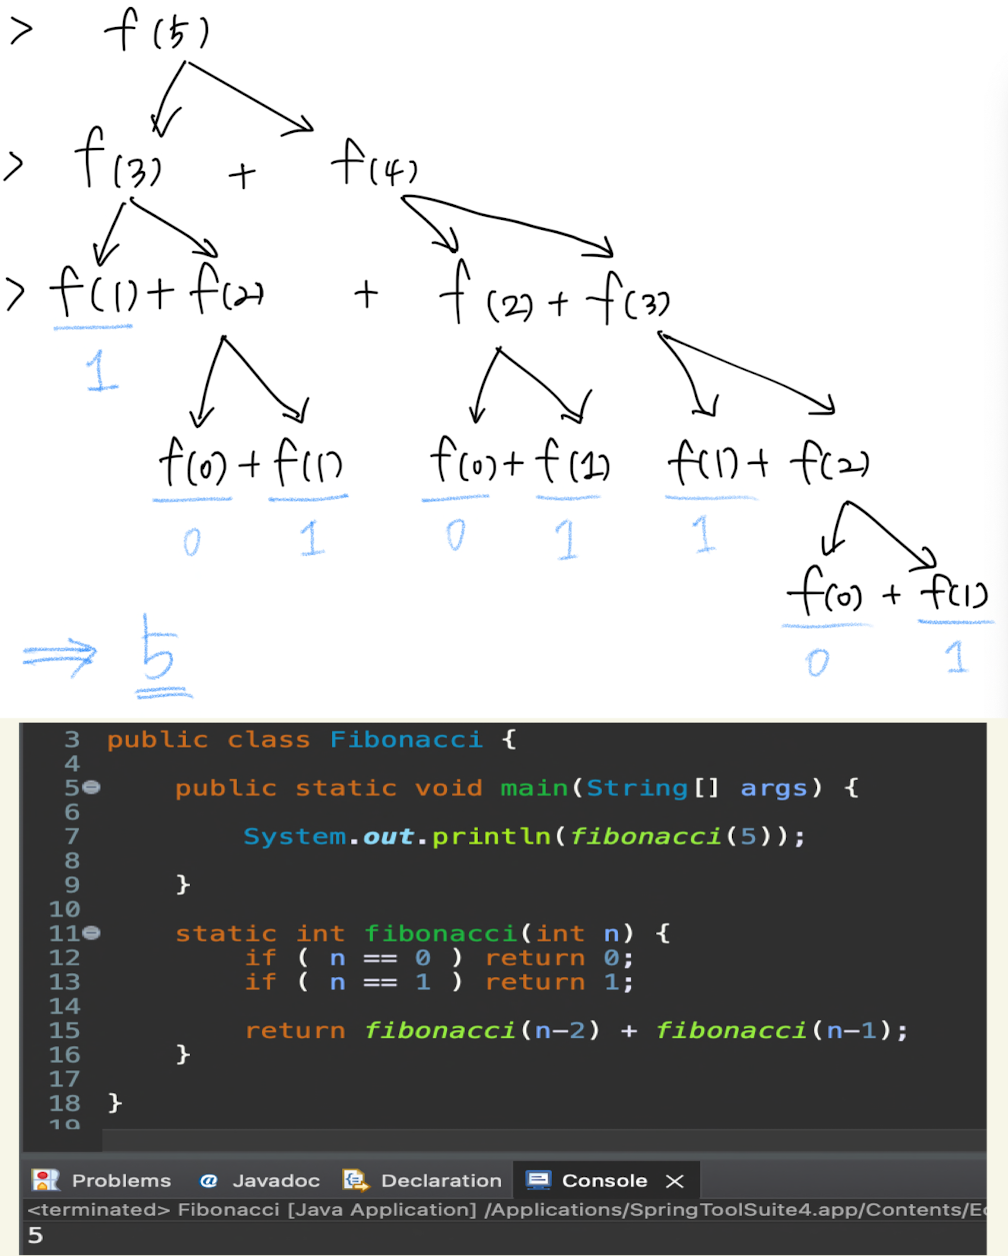 > f(5)
> f(3) + f(4)
> f(1) + f(2) + f(2) + f(3)
1
f(0) + f(1) f(0) + f(1) f(1) + f(2)
0 1 0 1 1
f(0) + f(1)
0 1
⇒ 5
3 public class Fibonacci {
4
5 public static void main(String[] args) {
6
7 System.out.println(fibonacci(5));
8
9 }
10
11 static int fibonacci(int n) {
12 if ( n == 0 ) return 0;
13 if ( n == 1 ) return 1;
14
15 return fibonacci(n-2) + fibonacci(n-1);
16 }
17
18 }
19
Problems @ Javadoc Declaration Console
<terminated> Fibonacci [Java Application] /Applications/SpringToolSuite4.app/Contents/Ec
5